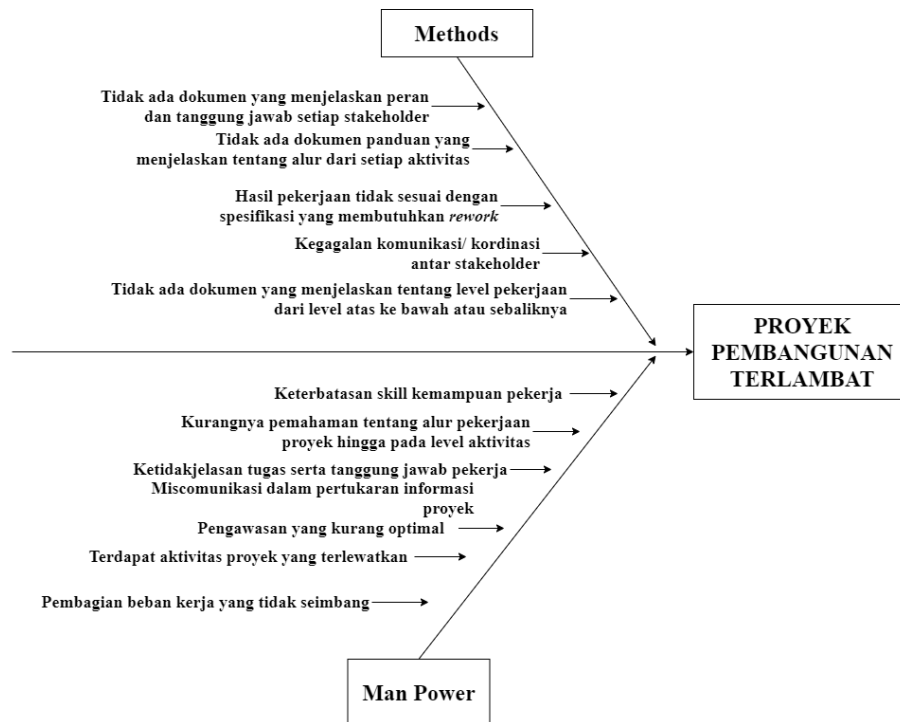 Methods
Tidak ada dokumen yang menjelaskan peran
dan tanggung jawab setiap stakeholder
Tidak ada dokumen panduan yang
menjelaskan tentang alur dari setiap aktivitas
Hasil pekerjaan tidak sesuai dengan
spesifikasi yang membutuhkan rework
Kegagalan komunikasi/ kordinasi
antar stakeholder
Tidak ada dokumen yang menjelaskan tentang level pekerjaan
dari level atas ke bawah atau sebaliknya
PROYEK
PEMBANGUNAN
TERLAMBAT
Keterbatasan skill kemampuan pekerja
Kurangnya pemahaman tentang alur pekerjaan
proyek hingga pada level aktivitas
Ketidakjelasan tugas serta tanggung jawab pekerja
Miscomunikasi dalam pertukaran informasi
proyek
Pengawasan yang kurang optimal
Terdapat aktivitas proyek yang terlewatkan
Pembagian beban kerja yang tidak seimbang
Man Power